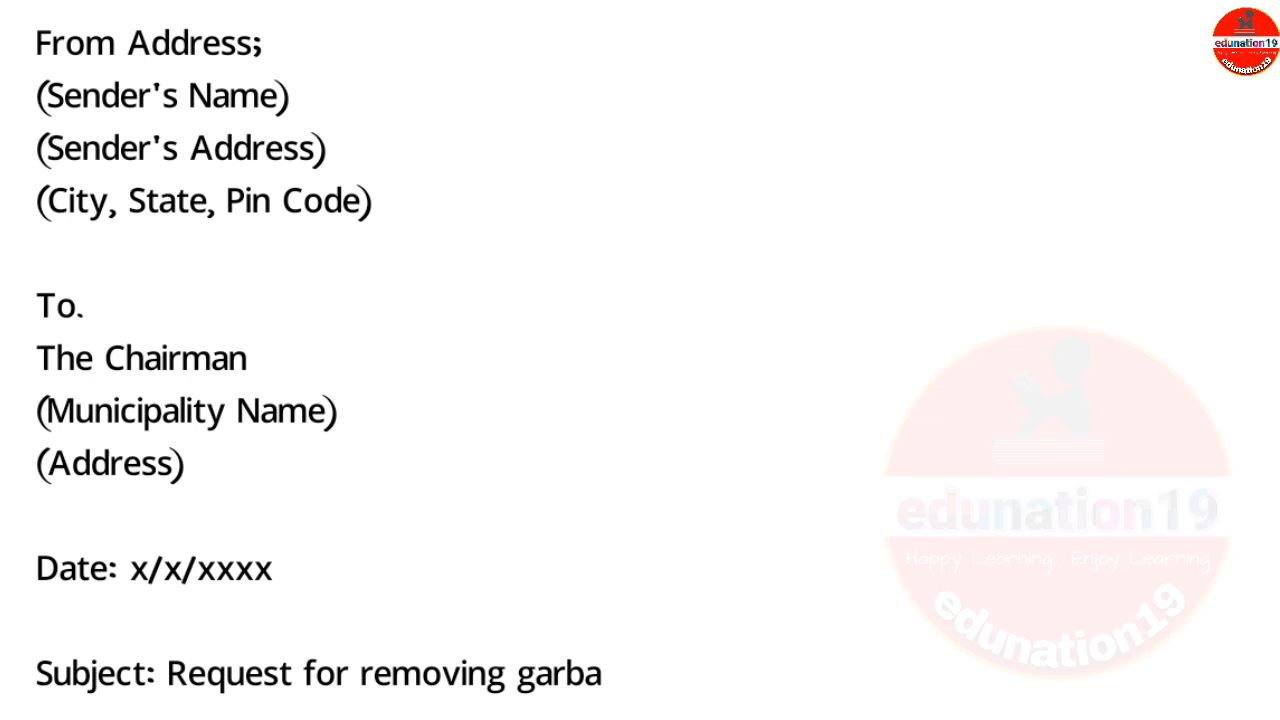 From Address;
(Sender's Name)
(Sender's Address)
(City, State, Pin Code)
To.
The Chairman
(Municipality Name)
(Address)
Date: x/x/xxxx
Subject: Request for removing garba
edunation19
edunation19
edunation19
Happy Learning , Enjoy Learning
edunation19